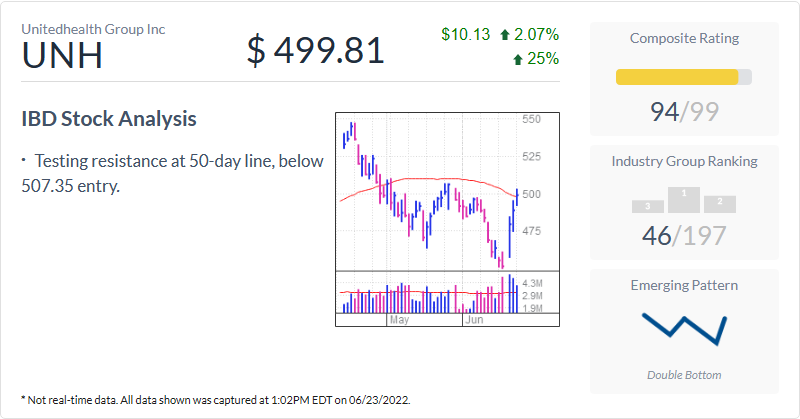 Unitedhealth Group Inc
UNH
$ 499.81
$10.13 2.07%
25%
IBD Stock Analysis
· Testing resistance at 50-day line, below
507.35 entry.
550
525
500
475
4.3M
2.9M
1.9M
May
Jun
Composite Rating
94/99
Industry Group Ranking
3
1
2
46/197
Emerging Pattern
Double Bottom
* Not real-time data. All data shown was captured at 1:02PM EDT on 06/23/2022.